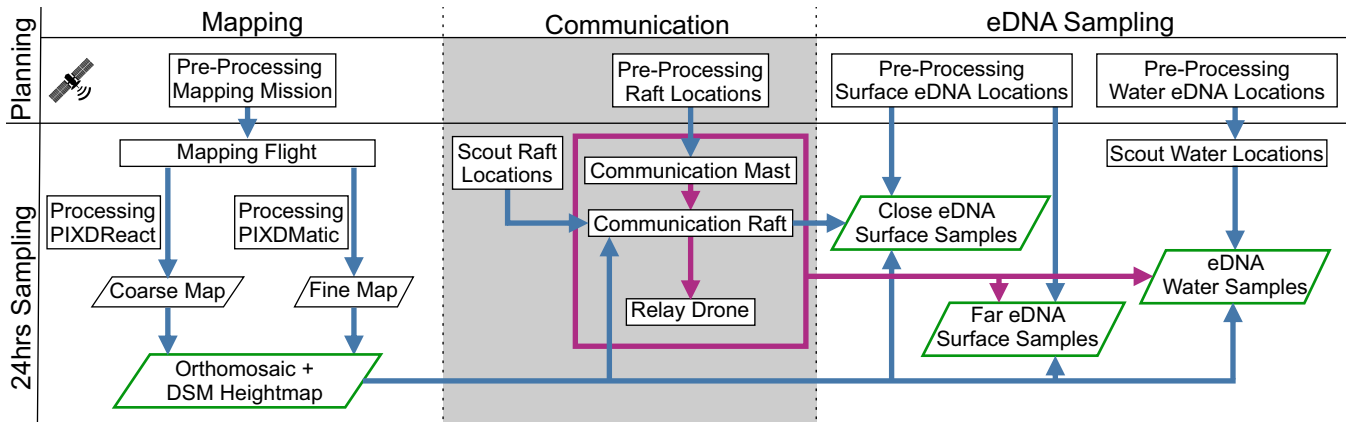 Mapping
Communication
eDNA Sampling
Planning
Pre-Processing
Mapping Mission
Pre-Processing
Raft Locations
Pre-Processing
Surface eDNA Locations
Pre-Processing
Water eDNA Locations
24hrs Sampling
Mapping Flight
Processing
PIXDReact
Processing
PIXDMatic
Coarse Map
Fine Map
Orthomosaic +
DSM Heightmap
Scout Raft
Locations
Communication Mast
Communication Raft
Relay Drone
Close eDNA
Surface Samples
Far eDNA
Surface Samples
Scout Water Locations
eDNA
Water Samples